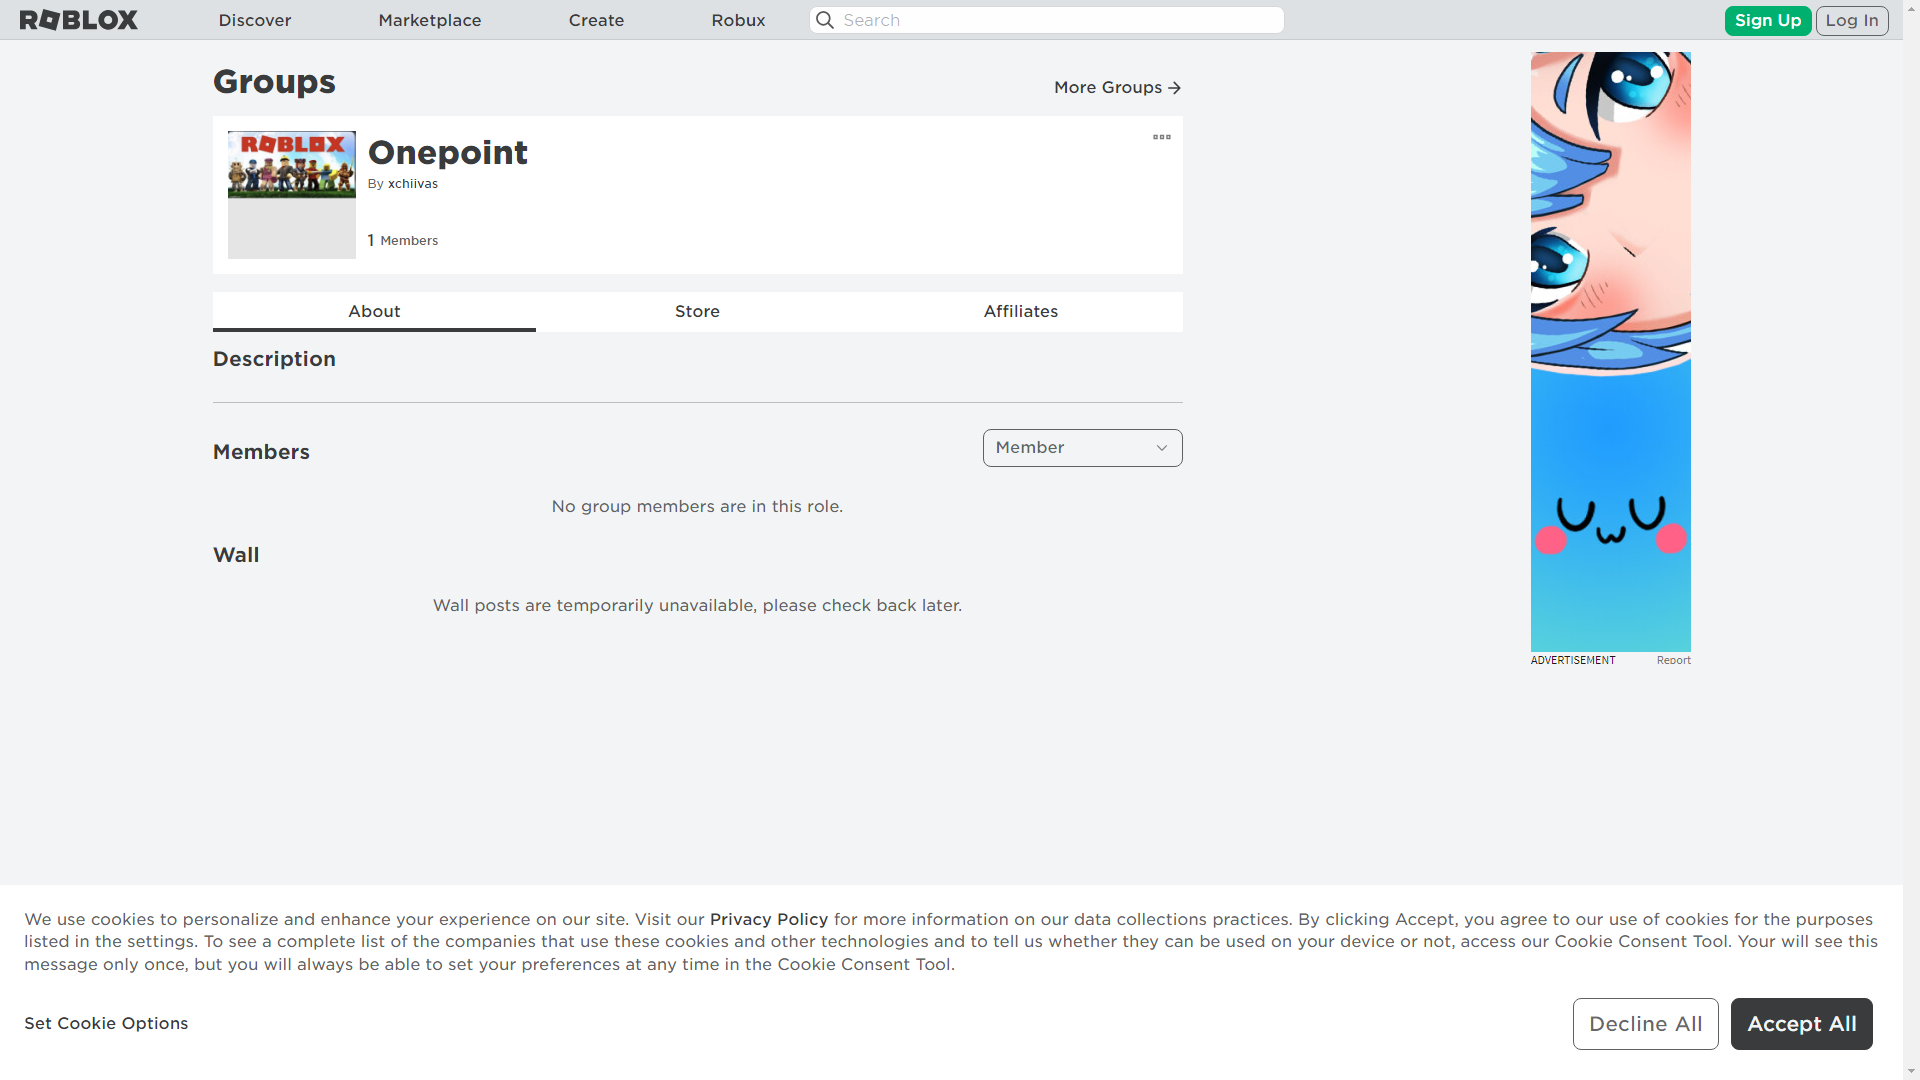 ROBLOX
Discover
Marketplace
Create
Robux
Search
Sign Up
Log In
Groups
More Groups
ROBLOX
Onepoint
By xchiivas
1 Members
About
Store
Affiliates
Description
Members
Member
No group members are in this role.
Wall
Wall posts are temporarily unavailable, please check back later.
ADVERTISEMENT
Report
We use cookies to personalize and enhance your experience on our site. Visit our Privacy Policy for more information on our data collections practices. By clicking Accept, you agree to our use of cookies for the purposes
listed in the settings. To see a complete list of the companies that use these cookies and other technologies and to tell us whether they can be used on your device or not, access our Cookie Consent Tool. Your will see this
message only once, but you will always be able to set your preferences at any time in the Cookie Consent Tool.
Set Cookie Options
Decline All
Accept All